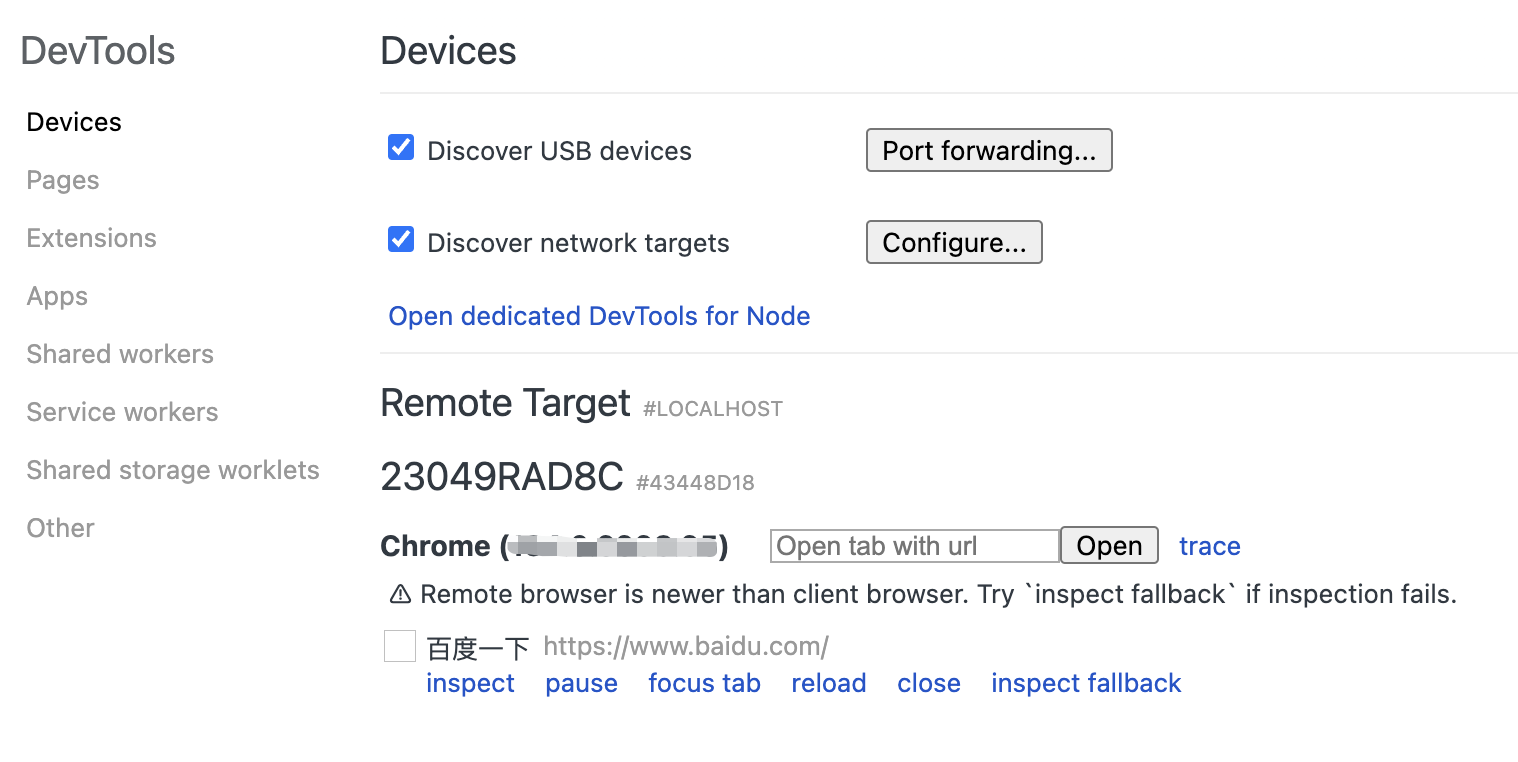 DevTools
Devices
Pages
Extensions
Apps
Shared workers
Service workers
Shared storage worklets
Other
Devices
Discover USB devices
Port forwarding...
Discover network targets
Configure...
Open dedicated DevTools for Node
Remote Target #LOCALHOST
23049RAD8C #43448D18
Chrome ( ) Open tab with url Open trace
⚠ Remote browser is newer than client browser. Try `inspect fallback` if inspection fails.
百度一下 https://www.baidu.com/
inspect pause focus tab reload close inspect fallback